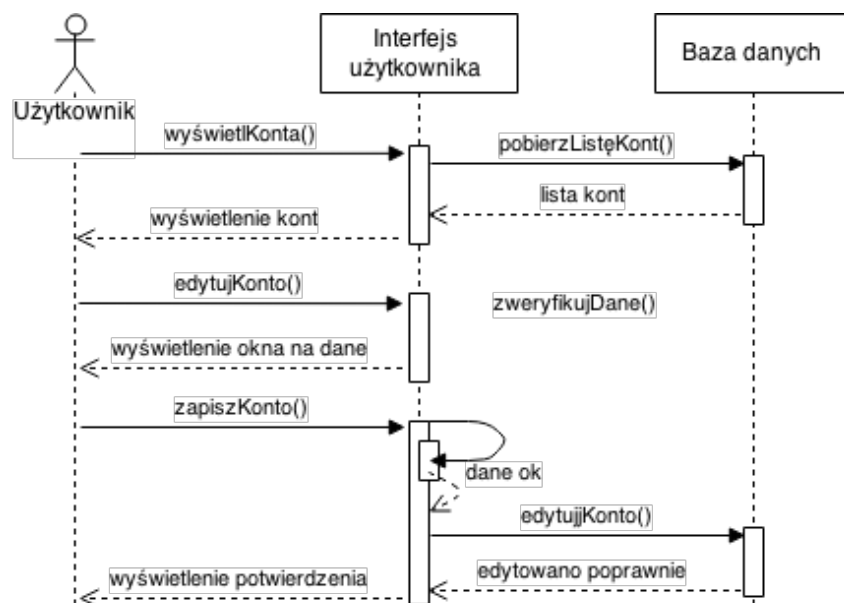 Interfejs
użytkownika
Baza danych
Użytkownik
wyświetlKonta()
pobierzListęKont()
lista kont
wyświetlenie kont
edytujKonto()
zweryfikujDane()
wyświetlenie okna na dane
zapiszKonto()
dane ok
edytujjKonto()
edytowano poprawnie
wyświetlenie potwierdzenia